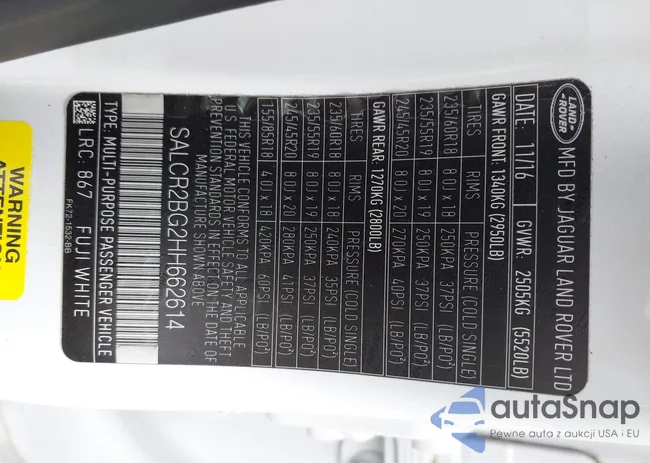 LAND
ROVER
MFD BY JAGUAR LAND ROVER LTD
DATE: 11/16 GVWR: 2505KG (5520LB)
GAWR FRONT: 1340KG (2950LB)
TIRES RIMS PRESSURE (COLD SINGLE)
235/60R18 8.0J x 18 250KPA 37PSI (LB/PO²)
235/55R19 8.0J x 19 250KPA 37PSI (LB/PO²)
245/45R20 8.0J x 20 270KPA 40PSI (LB/PO²)
GAWR REAR: 1270KG (2800LB)
TIRES RIMS PRESSURE (COLD SINGLE)
235/60R18 8.0J x 18 240KPA 35PSI (LB/PO²)
235/55R19 8.0J x 19 250KPA 37PSI (LB/PO²)
245/45R20 8.0J x 20 280KPA 41PSI (LB/PO²)
155/85R18 4.0J x 18 420KPA 60PSI (LB/PO²)
THIS VEHICLE CONFORMS TO ALL APPLICABLE
U S FEDERAL MOTOR VEHICLE SAFETY AND THEFT
PREVENTION STANDARDS IN EFFECT ON THE DATE OF
MANUFACTURE SHOWN ABOVE
SALCR2BG2HH662614
TYPE: MULTI-PURPOSE PASSENGER VEHICLE
LRC: 867 FUJI WHITE
FK72-1532-BB
WARNING
autaSnap
Pewne auta z aukcji USA i EU